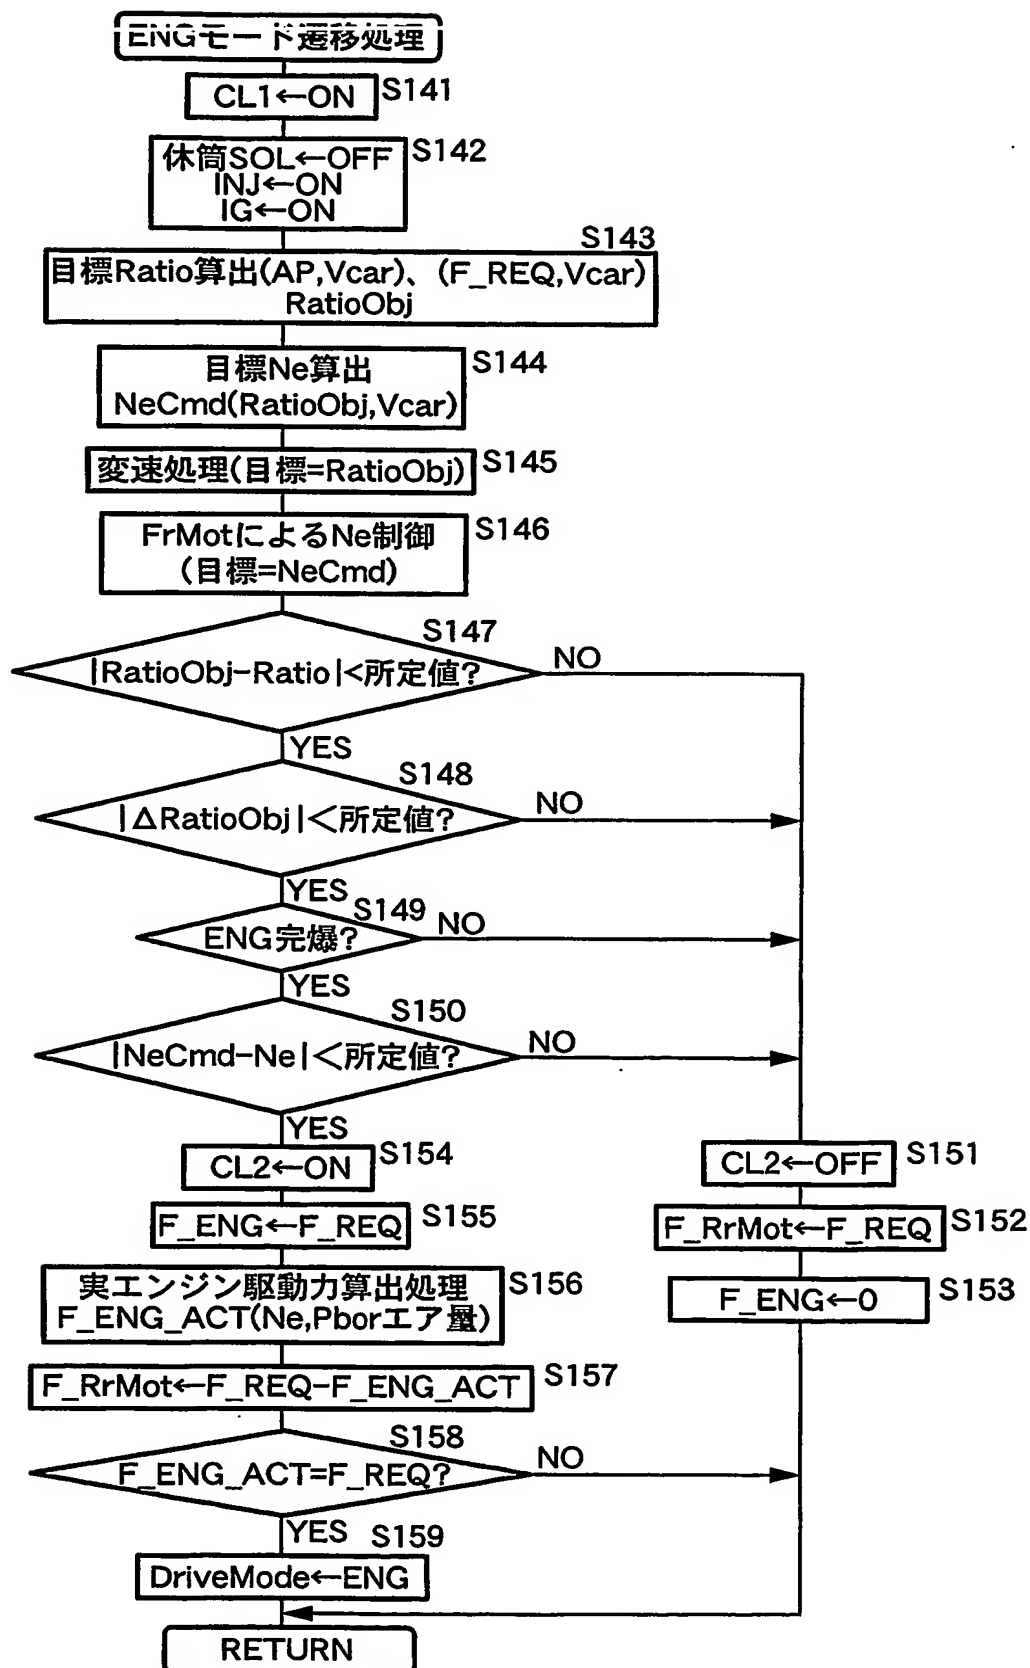 ENGモード遷移処理
CL1←ON
S141
休筒SOL←OFF
INJ←ON
IG←ON
S142
S143
目標Ratio算出(AP,Vcar)、(F_REQ,Vcar)
RatioObj
目標Ne算出
NeCmd(RatioObj,Vcar)
S144
変速処理(目標=RatioObj)
S145
FrMotによるNe制御
(目標=NeCmd)
S146
S147
|RatioObj-Ratio|<所定値?
NO
YES
S148
|ΔRatioObj|<所定値?
NO
YES
S149
ENG完爆?
NO
YES
S150
|NeCmd-Ne|<所定値?
NO
YES
CL2←ON
S154
F_ENG←F_REQ
S155
実エンジン駆動力算出処理
F_ENG_ACT(Ne,Pborエア量)
S156
F_RrMot←F_REQ-F_ENG_ACT
S157
S158
F_ENG_ACT=F_REQ?
NO
YES
S159
DriveMode←ENG
CL2←OFF
S151
F_RrMot←F_REQ
S152
F_ENG←0
S153
RETURN